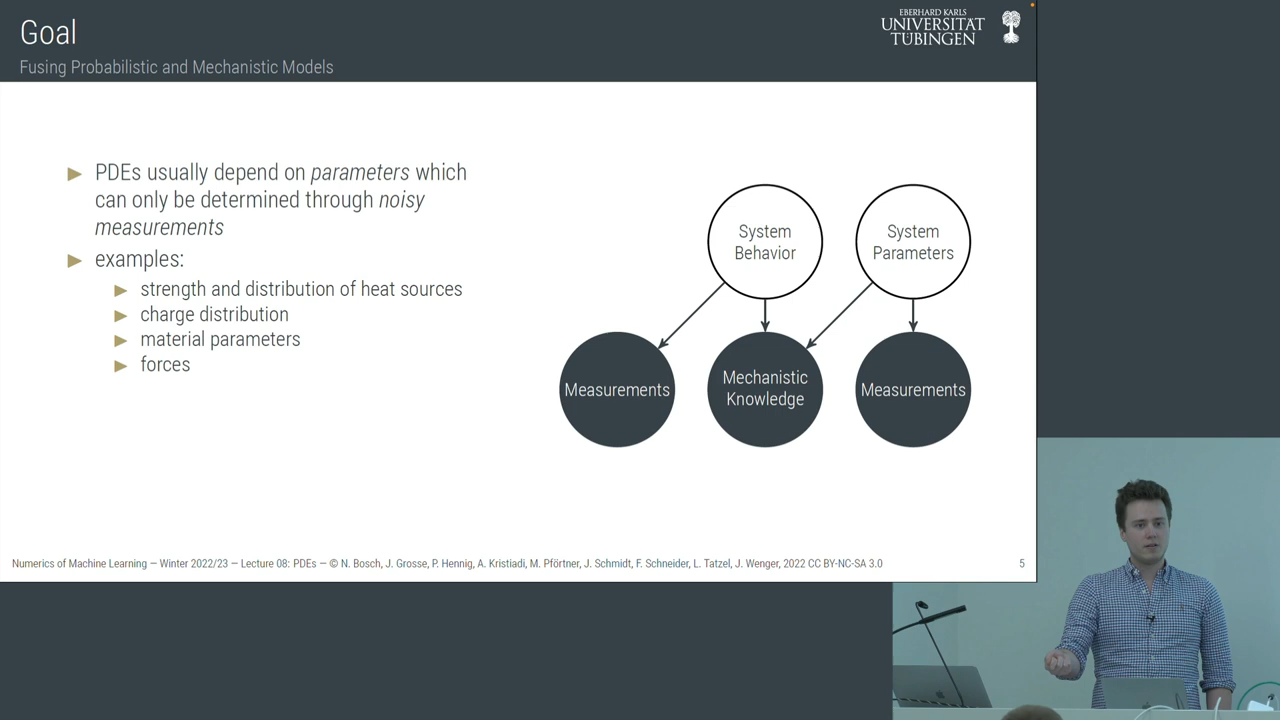 Goal
Fusing Probabilistic and Mechanistic Models
EBERHARD KARLS
UNIVERSITÄT
TÜBINGEN
▶ PDEs usually depend on parameters which
can only be determined through noisy
measurements
▶ examples:
▶ strength and distribution of heat sources
▶ charge distribution
▶ material parameters
▶ forces
System
Behavior
System
Parameters
Measurements
Mechanistic
Knowledge
Measurements
Numerics of Machine Learning — Winter 2022/23 — Lecture 08: PDEs — © N. Bosch, J. Grosse, P. Hennig, A. Kristiadi, M. Pförtner, J. Schmidt, F. Schneider, L. Tatzel, J. Wenger, 2022 CC BY-NC-SA 3.0
5